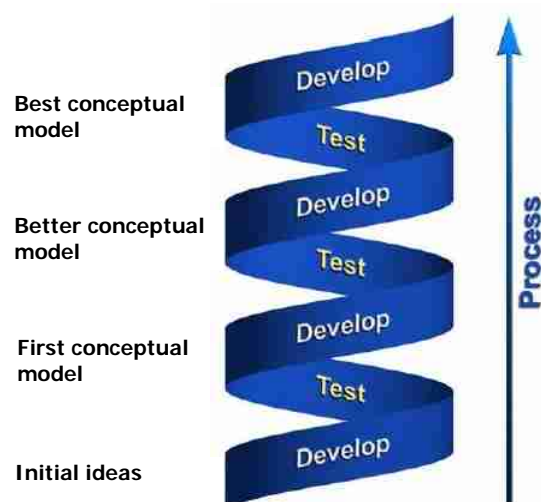 Develop
Best conceptual
model
Test
Develop
Better conceptual
model
Test
Develop
First conceptual
model
Test
Develop
Initial ideas
Process